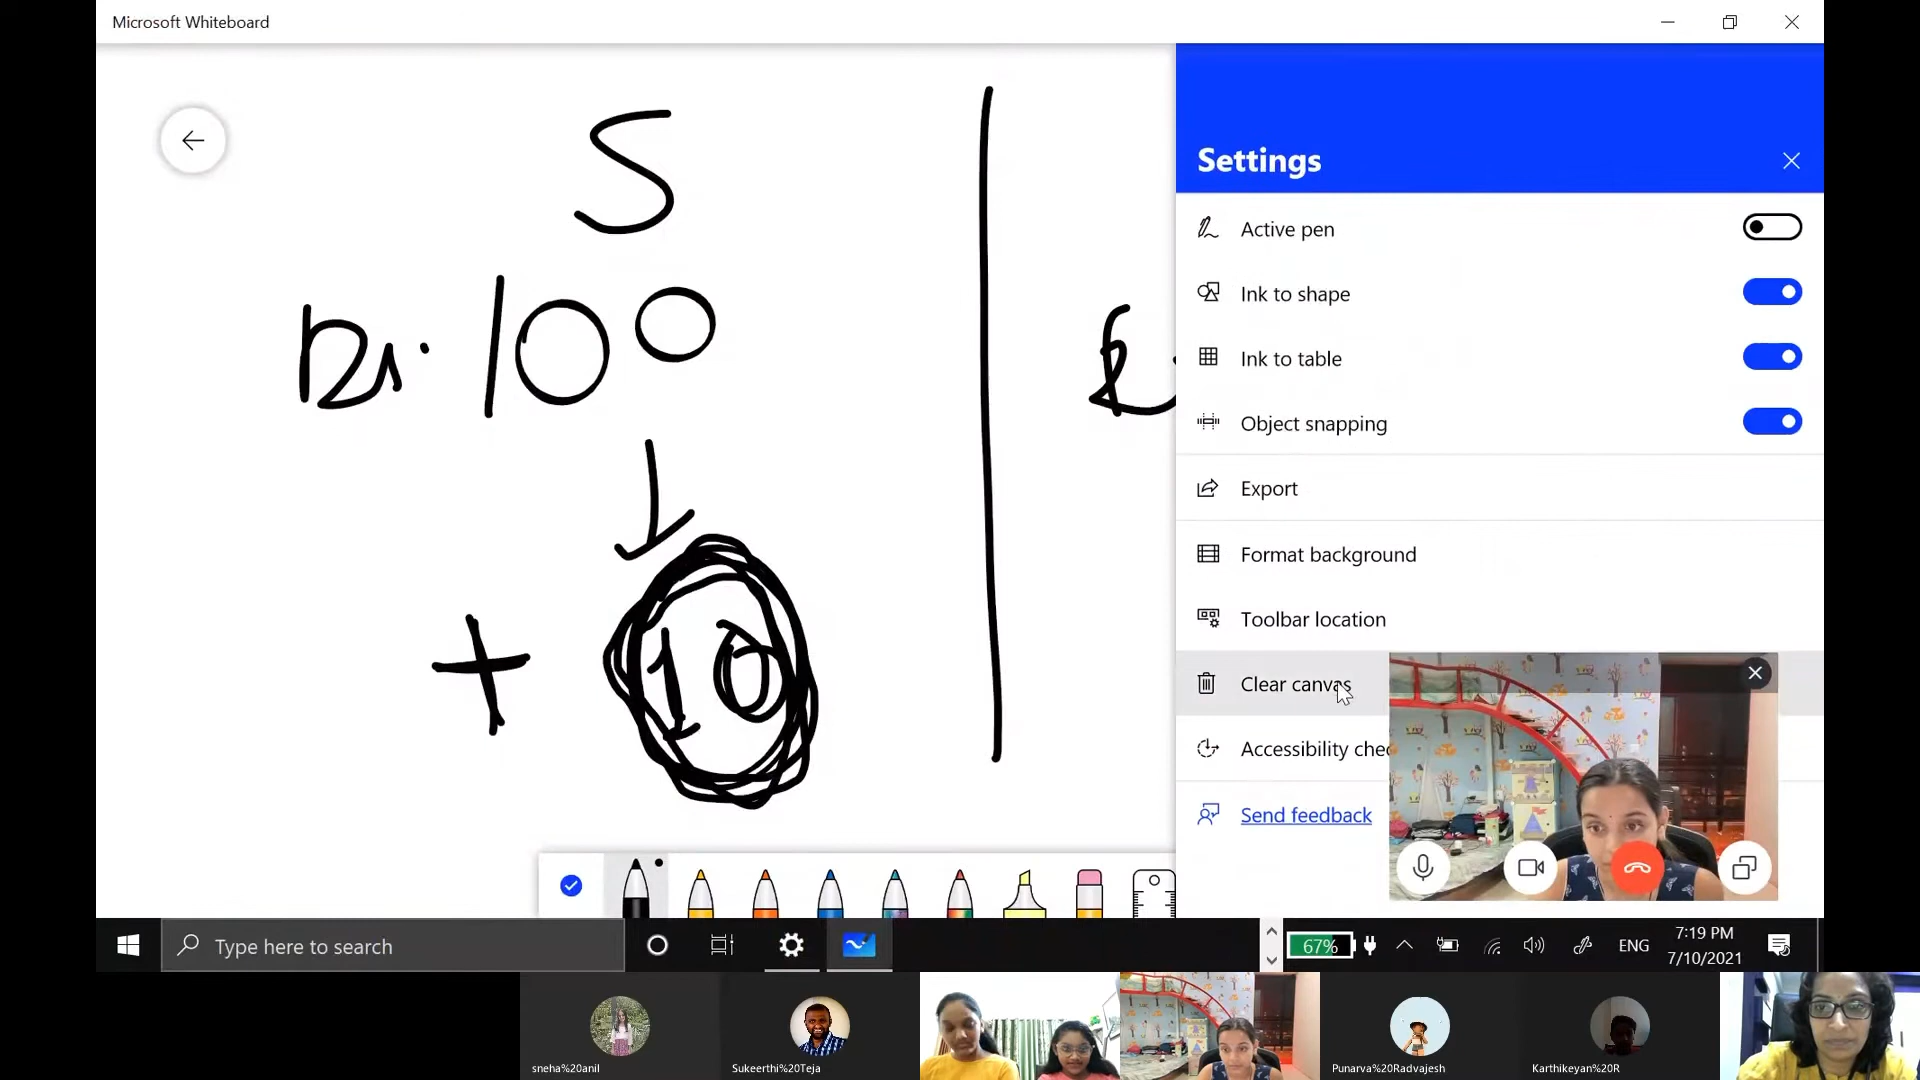 Microsoft Whiteboard
S
100
+ 10
Settings
Active pen
Ink to shape
Ink to table
Object snapping
Export
Format background
Toolbar location
Clear canvas
Accessibility chec
Send feedback
Type here to search
67%
ENG
7:19 PM
7/10/2021
sneha%20anil
Sukeerthi%20Teja
Punarva%20Radvajesh
Karthikeyan%20R